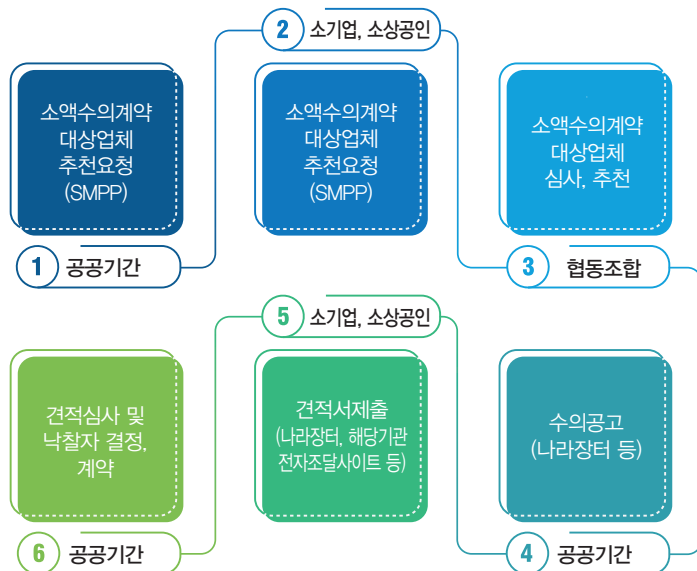 2 소기업, 소상공인
소액수의계약
대상업체
추천요청
(SMPP)
소액수의계약
대상업체
추천요청
(SMPP)
소액수의계약
대상업체
심사, 추천
1 공공기간
3 협동조합
5 소기업, 소상공인
견적심사 및
낙찰자 결정,
계약
견적서제출
(나라장터, 해당기관
전자조달사이트 등)
수의공고
(나라장터 등)
6 공공기간
4 공공기간